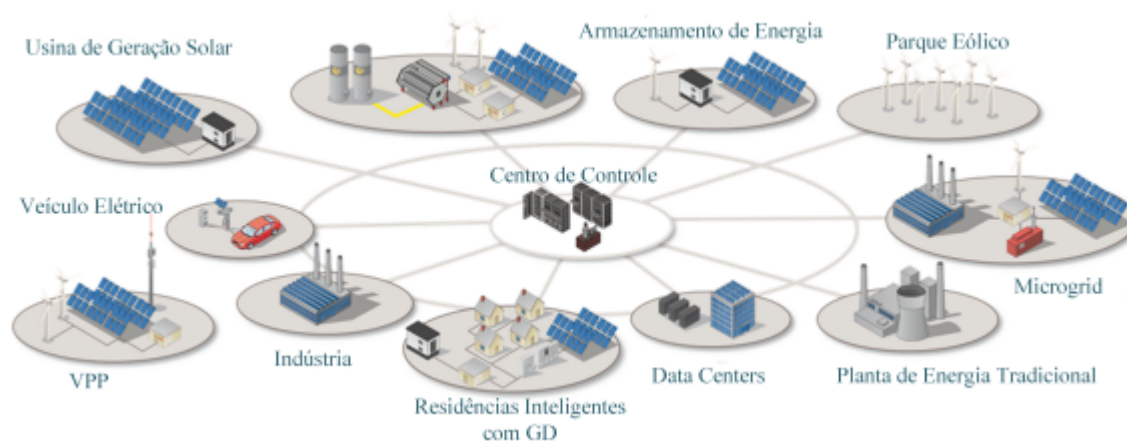 Usina de Geração Solar
Armazenamento de Energia
Parque Eólico
Centro de Controle
Veículo Elétrico
Microgrid
VPP
Indústria
Residências Inteligentes
com GD
Data Centers
Planta de Energia Tradicional